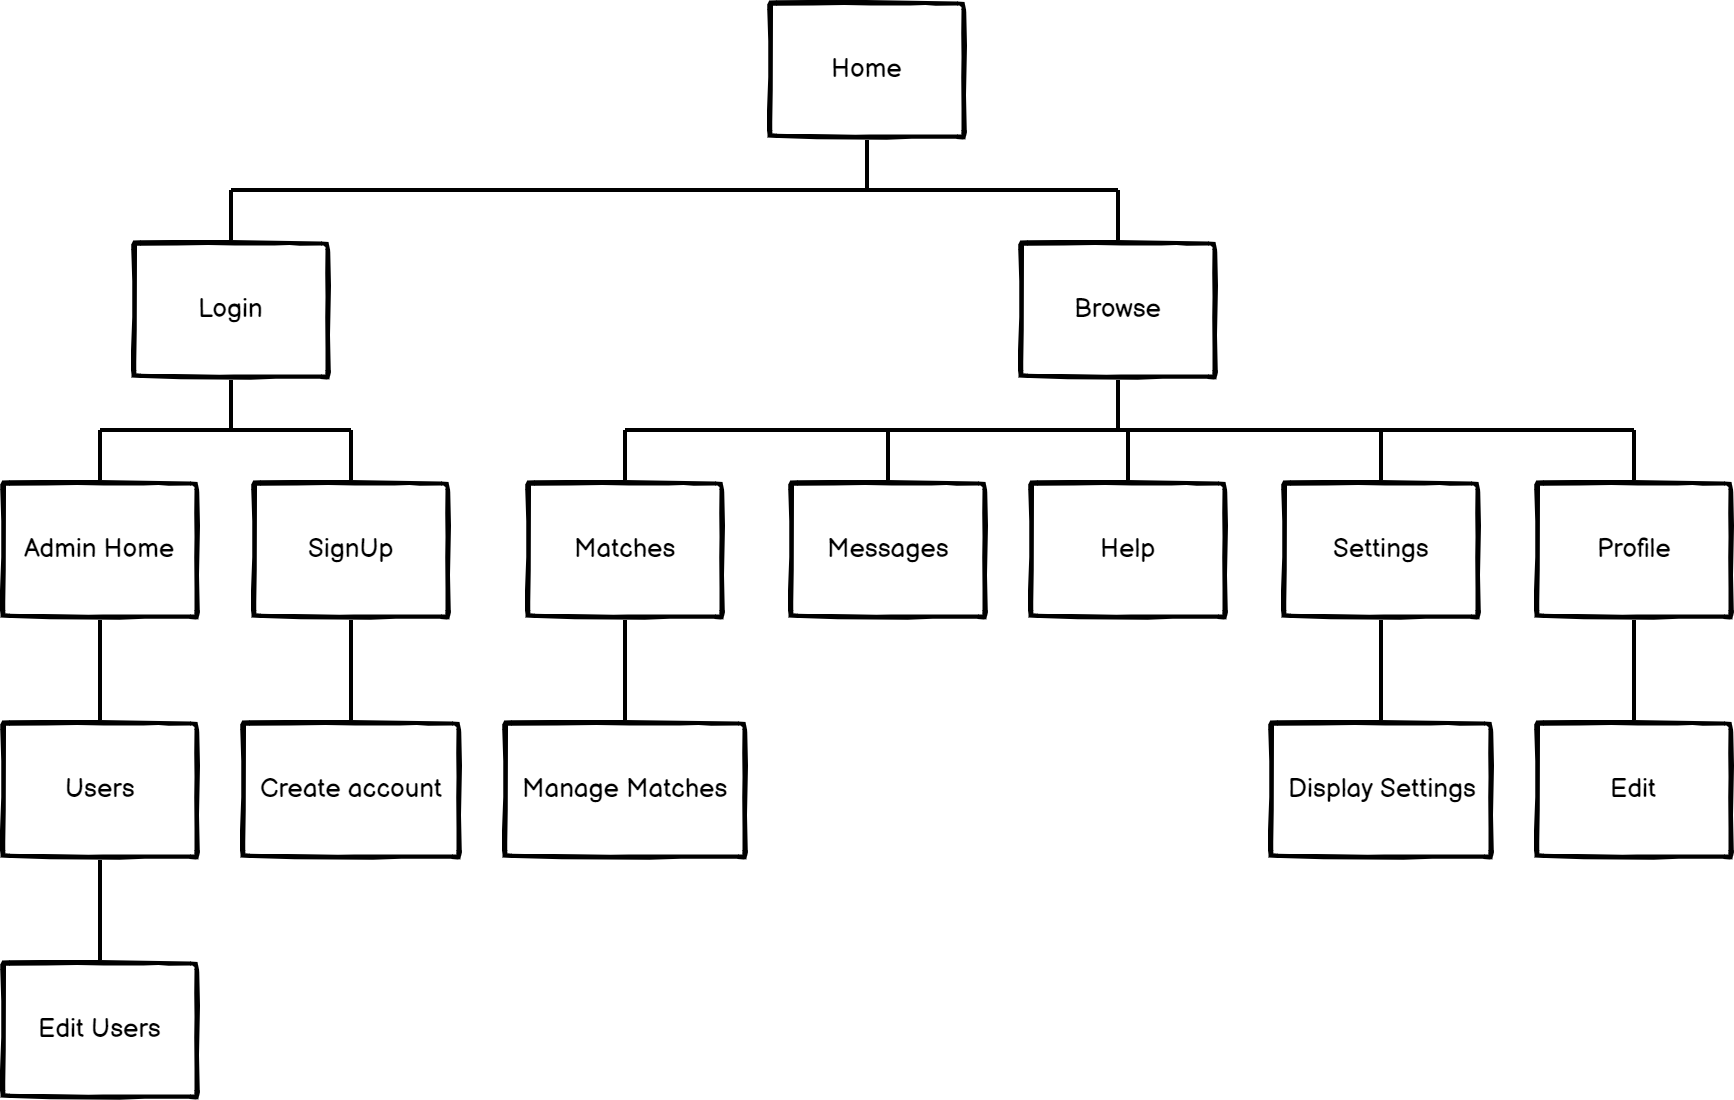 Home
Login
Browse
Admin Home
SignUp
Matches
Messages
Help
Settings
Profile
Users
Create account
Manage Matches
Display Settings
Edit
Edit Users